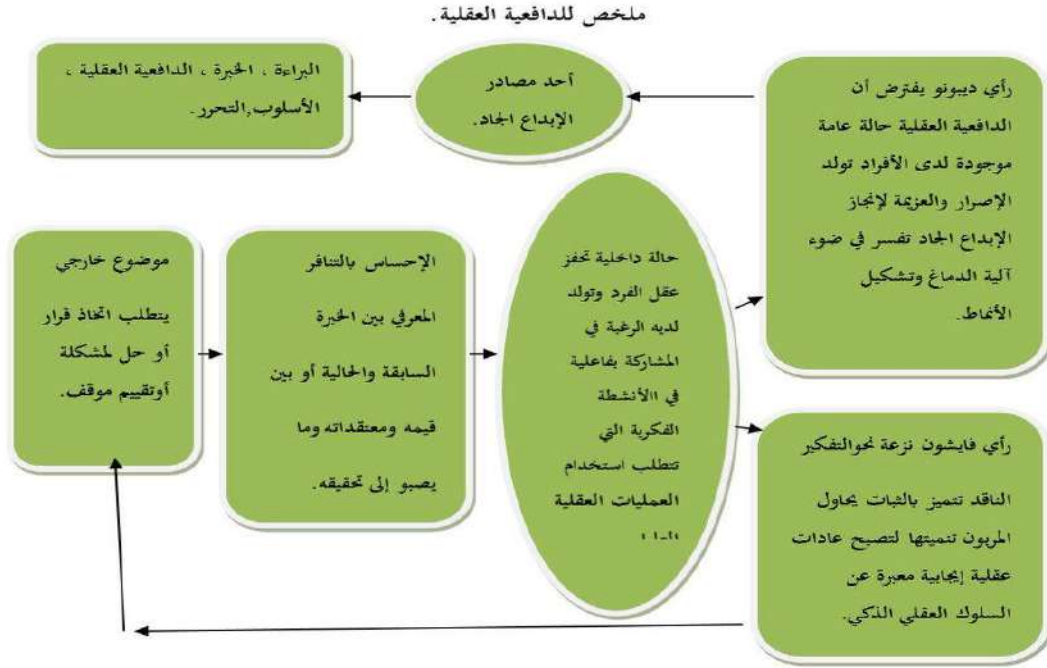 ملخص للدافعية العقلية.
رأي ديبونو يفترض أن
الدافعية العقلية حالة عامة
موجودة لدى الأفراد تولد
الإصرار والعزيمة لإنجاز
الإبداع الجاد تفسر في ضوء
آلية الدماغ وتشكيل
الأنماط.
أحد مصادر
الإبداع الجاد.
البراءة ، الخبرة ، الدافعية العقلية ،
الأسلوب,التحرر.
موضوع خارجي
يتطلب اتخاذ قرار
أو حل لمشكلة
أوتقييم موقف.
الإحساس بالتنافر
المعرفي بين الخبرة
السابقة والحالية أو بين
قيمه ومعتقداته وما
يصبو إلى تحقيقه.
حالة داخلية تحفز
عقل الفرد وتولد
لديه الرغبة في
المشاركة بفاعلية
في االأنشطة
الفكرية التي
تتطلب استخدام
العمليات العقلية
رأي فايشون نزعة نحوالتفكير
الناقد تتميز بالثبات يحاول
المربون تنميتها لتصبح عادات
عقلية إيجابية معبرة عن
السلوك العقلي الذكي.